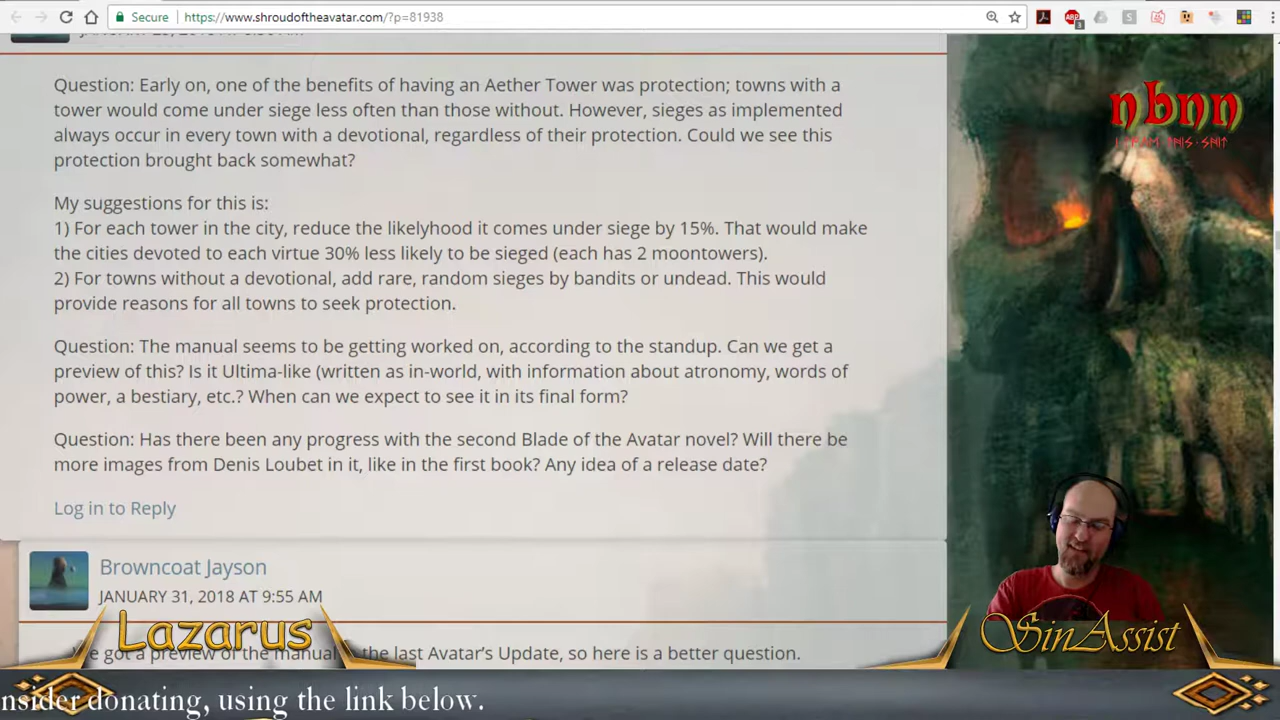 Secure
https://www.shroudoftheavatar.com/?p=81938
nbnn
Question: Early on, one of the benefits of having an Aether Tower was protection; towns with a
tower would come under siege less often than those without. However, sieges as implemented
always occur in every town with a devotional, regardless of their protection. Could we see this
protection brought back somewhat?
My suggestions for this is:
1) For each tower in the city, reduce the likelyhood it comes under siege by 15%. That would make
the cities devoted to each virtue 30% less likely to be sieged (each has 2 moontowers).
2) For towns without a devotional, add rare, random sieges by bandits or undead. This would
provide reasons for all towns to seek protection.
Question: The manual seems to be getting worked on, according to the standup. Can we get a
preview of this? Is it Ultima-like (written as in-world, with information about atronomy, words of
power, a bestiary, etc.? When can we expect to see it in its final form?
Question: Has there been any progress with the second Blade of the Avatar novel? Will there be
more images from Denis Loubet in it, like in the first book? Any idea of a release date?
Log in to Reply
Browncoat Jayson
JANUARY 31, 2018 AT 9:55 AM
Lazarus
SinAssist
got a preview of the manual the last Avatar's Update, so here is a better question.
nsider donating, using the link below.